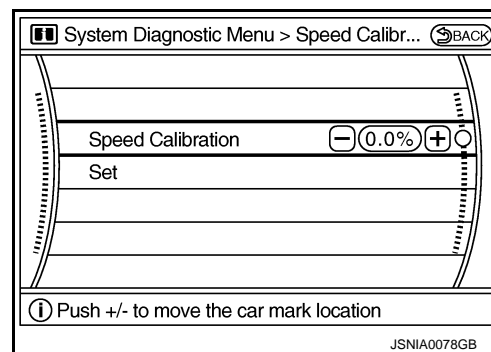 System Diagnostic Menu > Speed Calibr... BACK
Speed Calibration − 0.0% +
Set
i Push +/- to move the car mark location
JSNIA0078GB